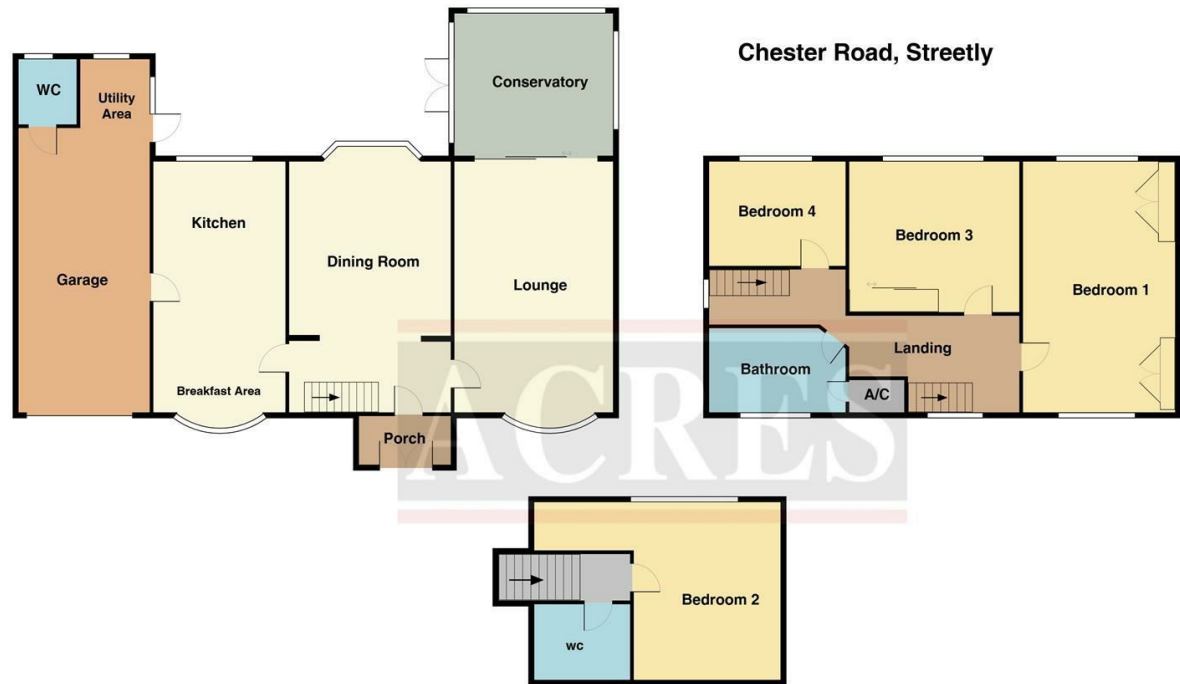 Chester Road, Streetly
WC
Utility
Area
Conservatory
Kitchen
Dining Room
Garage
Lounge
Breakfast Area
Porch
Bedroom 4
Bedroom 3
Bedroom 1
Landing
Bathroom
A/C
ACRES
Bedroom 2
wc